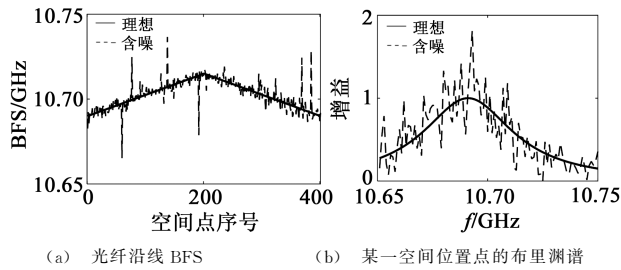 理想
含噪
BFS/GHz
10.75
10.70
10.65
0
200
400
空间点序号
(a) 光纤沿线 BFS
理想
含噪
增益
2
1
0
10.65
10.70
10.75
f/GHz
(b) 某一空间位置点的布里渊谱